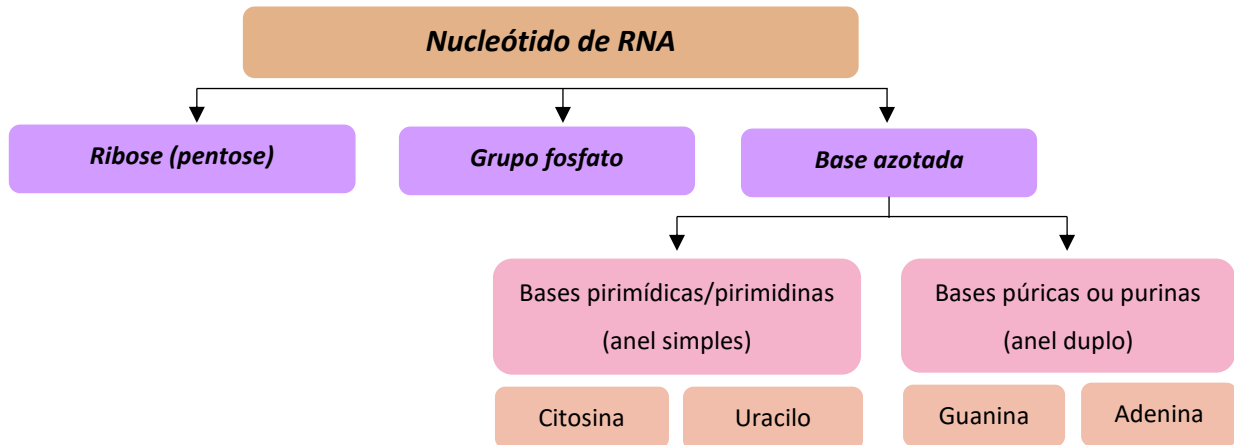 Nucleótido de RNA
Ribose (pentose)
Grupo fosfato
Base azotada
Bases pirimídicas/pirimidinas
(anel simples)
Bases púricas ou purinas
(anel duplo)
Citosina
Uracilo
Guanina
Adenina